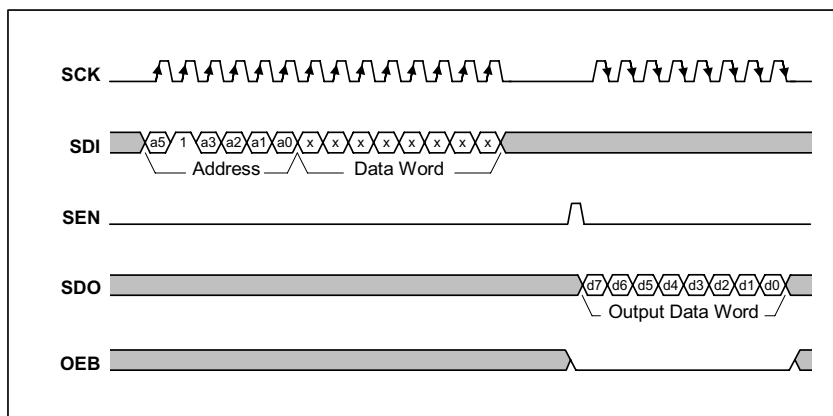 SCK
SDI a5 1 a3 a2 a1 a0 x x x x x x x x
Address Data Word
SEN
SDO d7 d6 d5 d4 d3 d2 d1 d0
Output Data Word
OEB